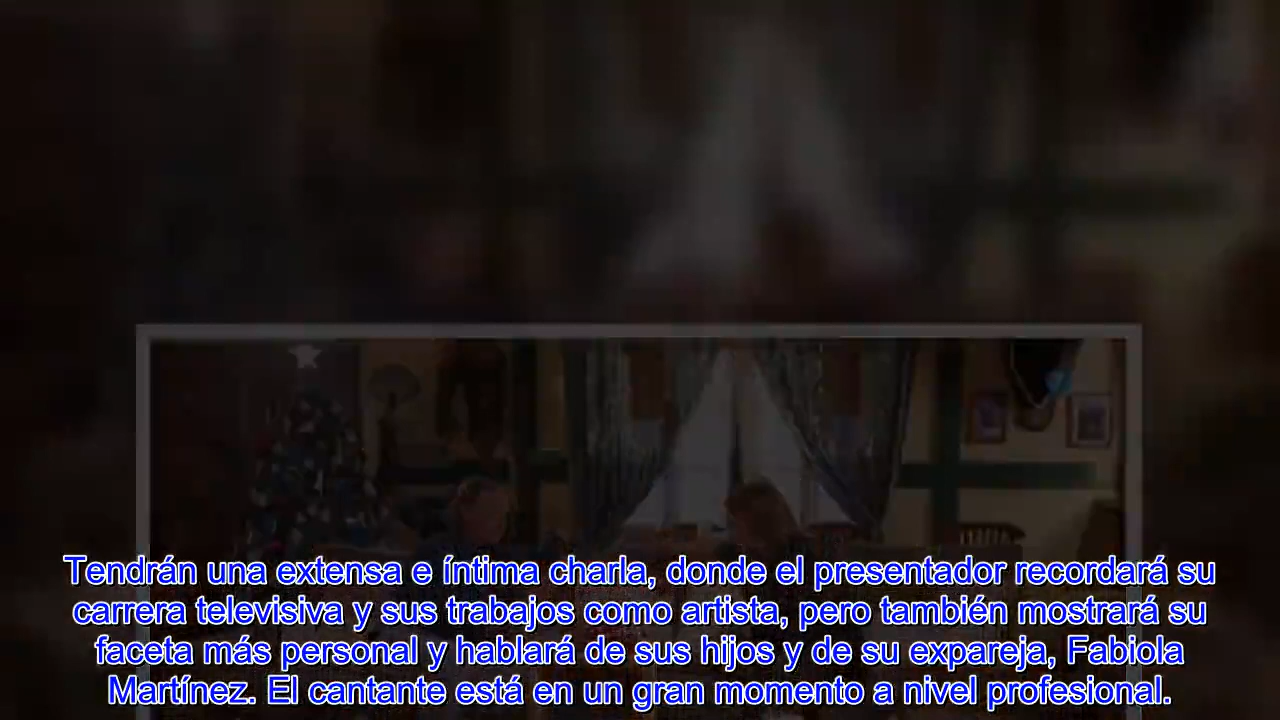 Tendrán una extensa e íntima charla, donde el presentador recordará su
carrera televisiva y sus trabajos como artista, pero también mostrará su
faceta más personal y hablará de sus hijos y de su expareja, Fabiola
Martínez. El cantante está en un gran momento a nivel profesional.